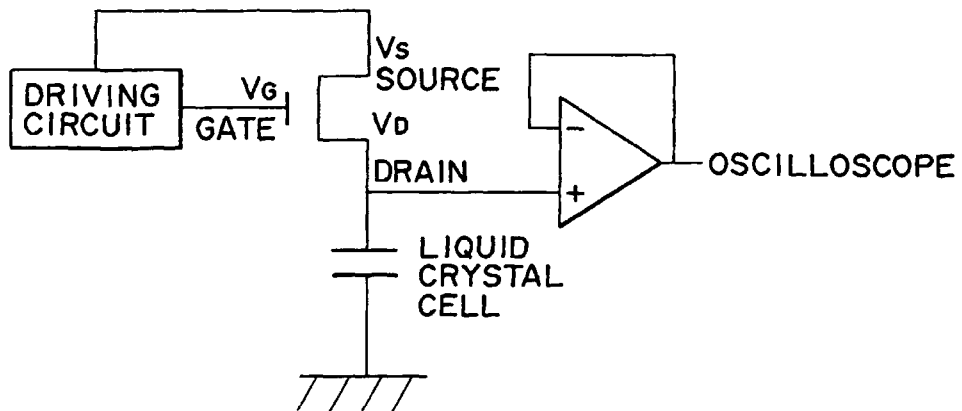 VS
SOURCE
DRIVING
CIRCUIT
VG
GATE
VD
DRAIN
−
+
OSCILLOSCOPE
LIQUID
CRYSTAL
CELL